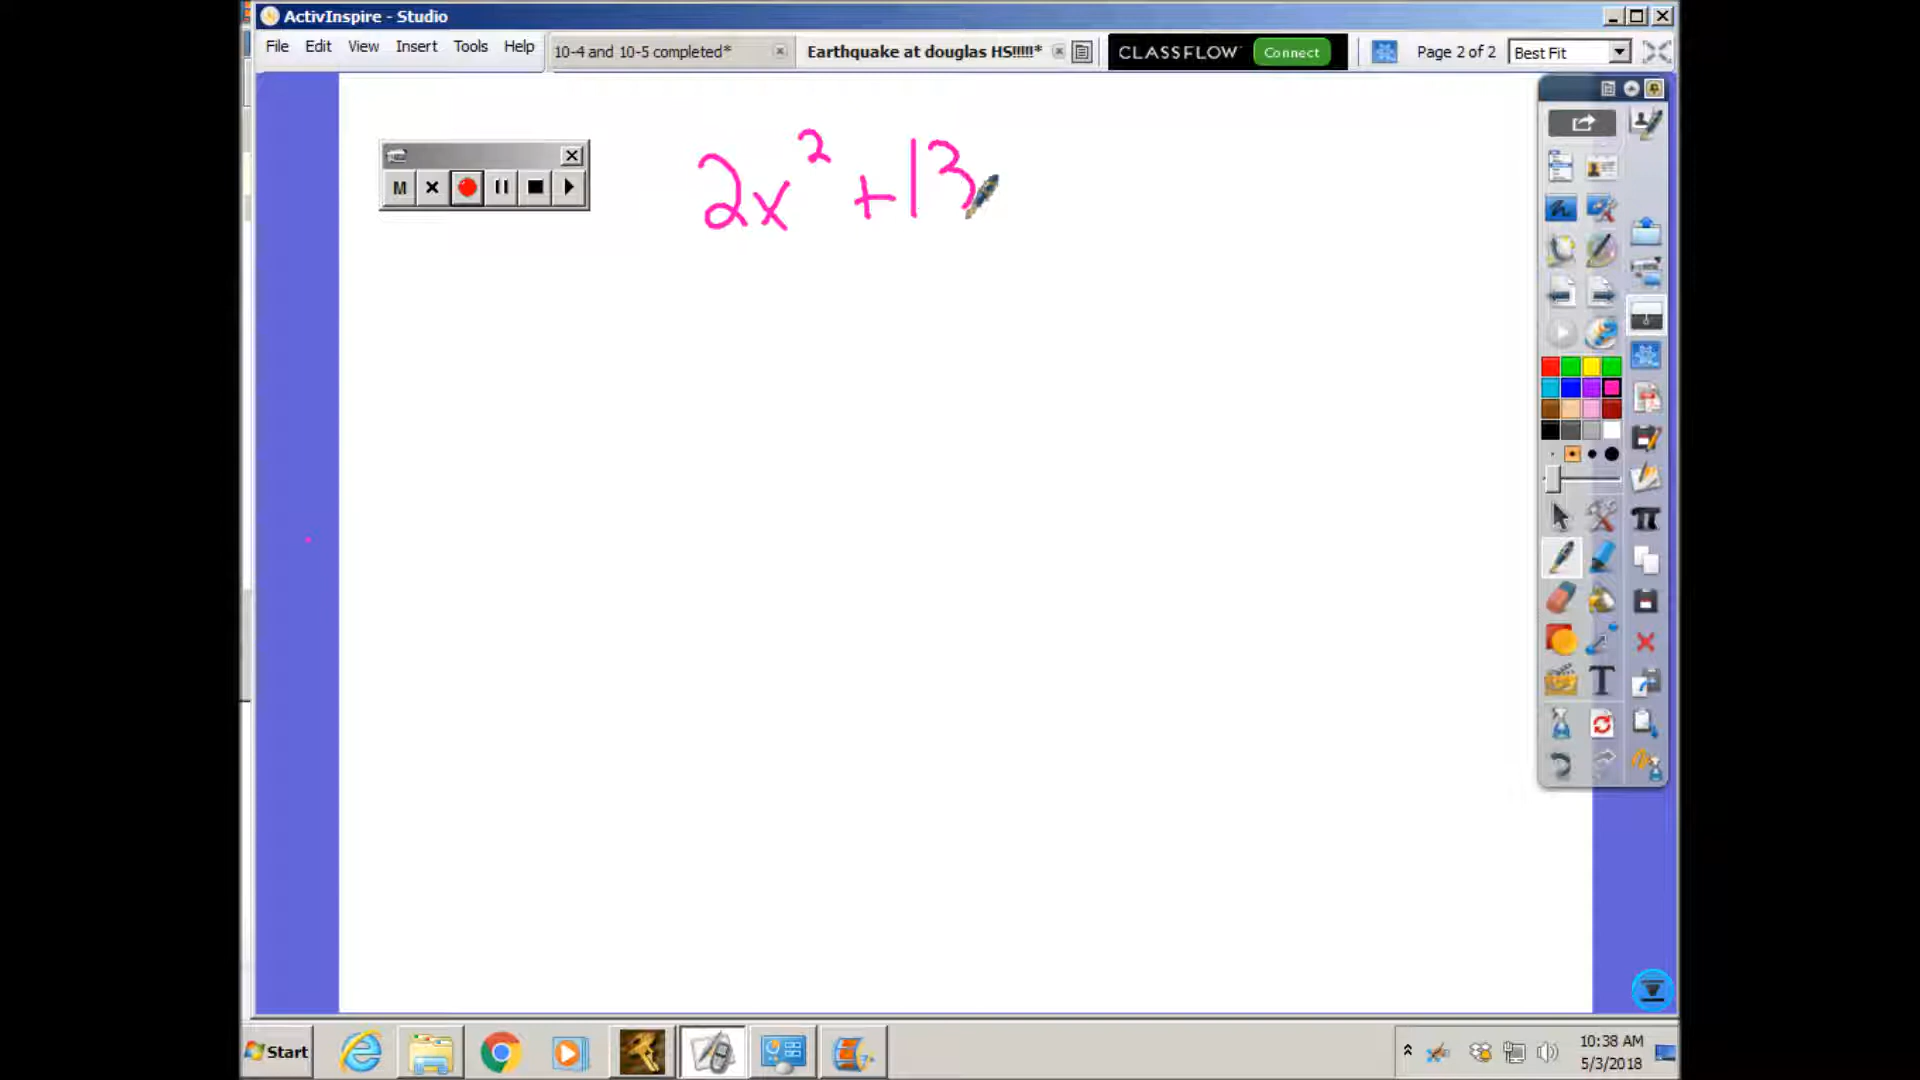 ActivInspire - Studio
File Edit View Insert Tools Help 10-4 and 10-5 completed* Earthquake at douglas HS!!!!!* CLASSFLOW Connect Page 2 of 2 Best Fit
M
2x² +13
T
Start 10:38 AM
5/3/2018